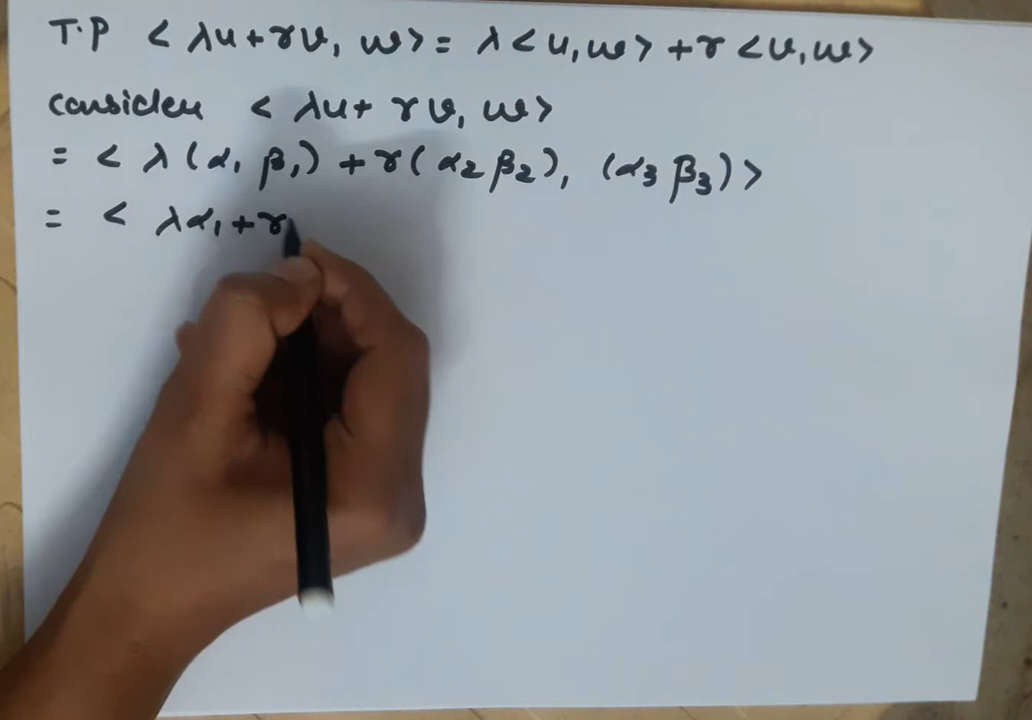 T.P < λu+γv, w> = λ<u,w> + γ<v,w>
consider < λu+ γv, w>
= < λ(α₁ β₁) + γ(α₂ β₂), (α₃ β₃)>
= < λα₁+γ